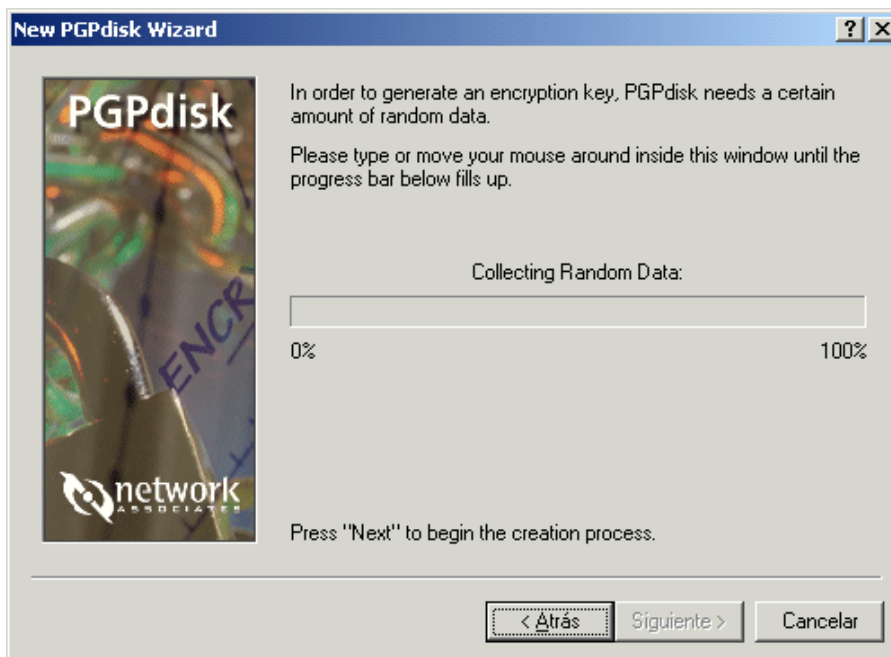 New PGPdisk Wizard
PGPdisk
In order to generate an encryption key, PGPdisk needs a certain
amount of random data.
Please type or move your mouse around inside this window until the
progress bar below fills up.
Collecting Random Data:
0% 100%
ENCR
network
ASSOCIATES
Press "Next" to begin the creation process.
< Atrás Siguiente > Cancelar